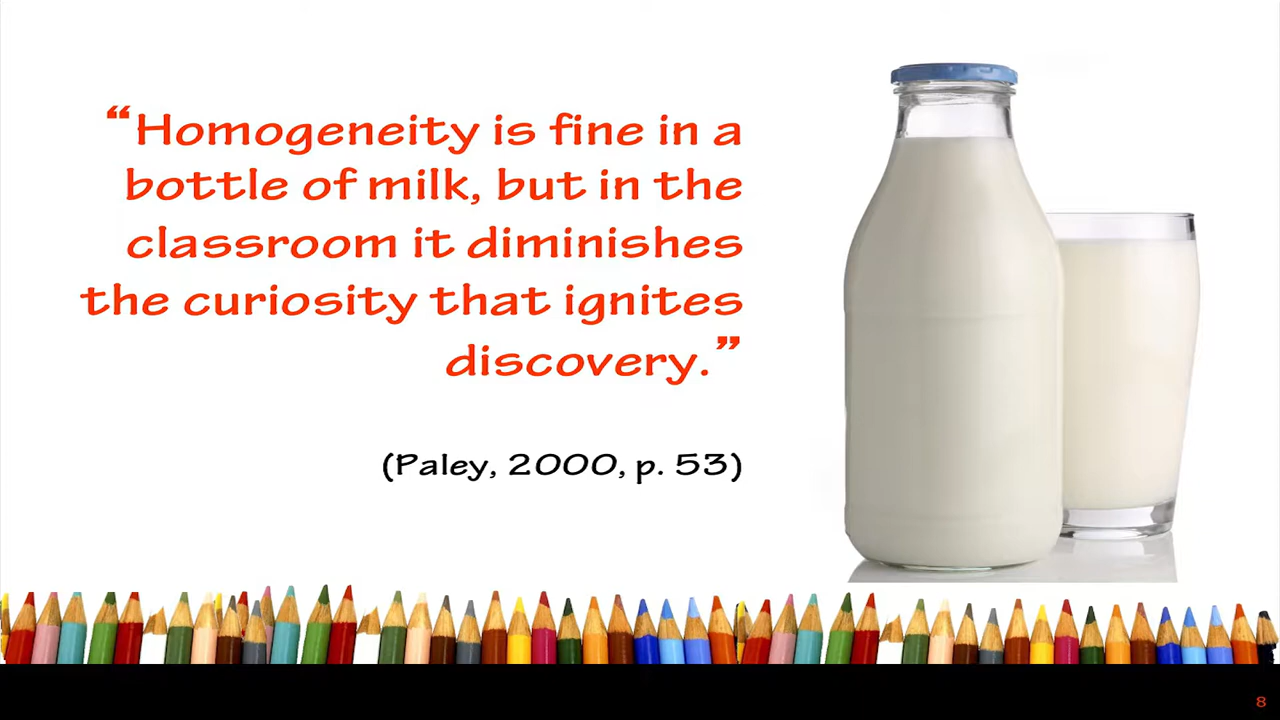 “Homogeneity is fine in a
bottle of milk, but in the
classroom it diminishes
the curiosity that ignites
discovery.”
(Paley, 2000, p. 53)
8